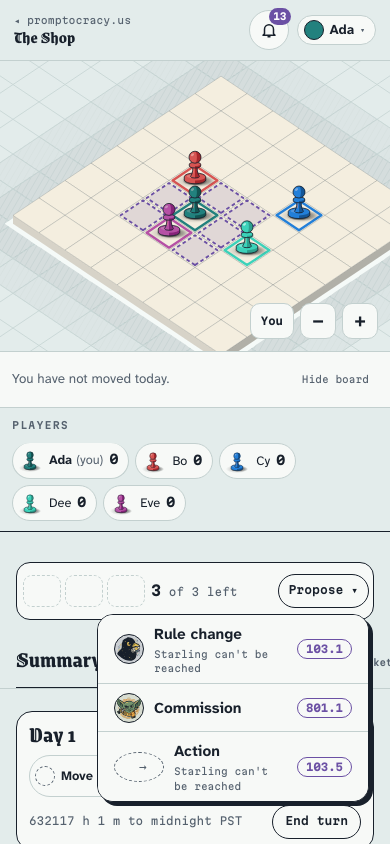 ◂ promptocracy.us
The Shop
13
Ada ▾
You
−
+
You have not moved today.
Hide board
PLAYERS
Ada (you) 0
Bo 0
Cy 0
Dee 0
Eve 0
3 of 3 left
Propose ▾
Rule change
Starling can't be
reached
103.1
Summary
ket
Commission
801.1
Day 1
Action
Starling can't
be reached
→
103.5
Move
632117 h 1 m to midnight PST
End turn